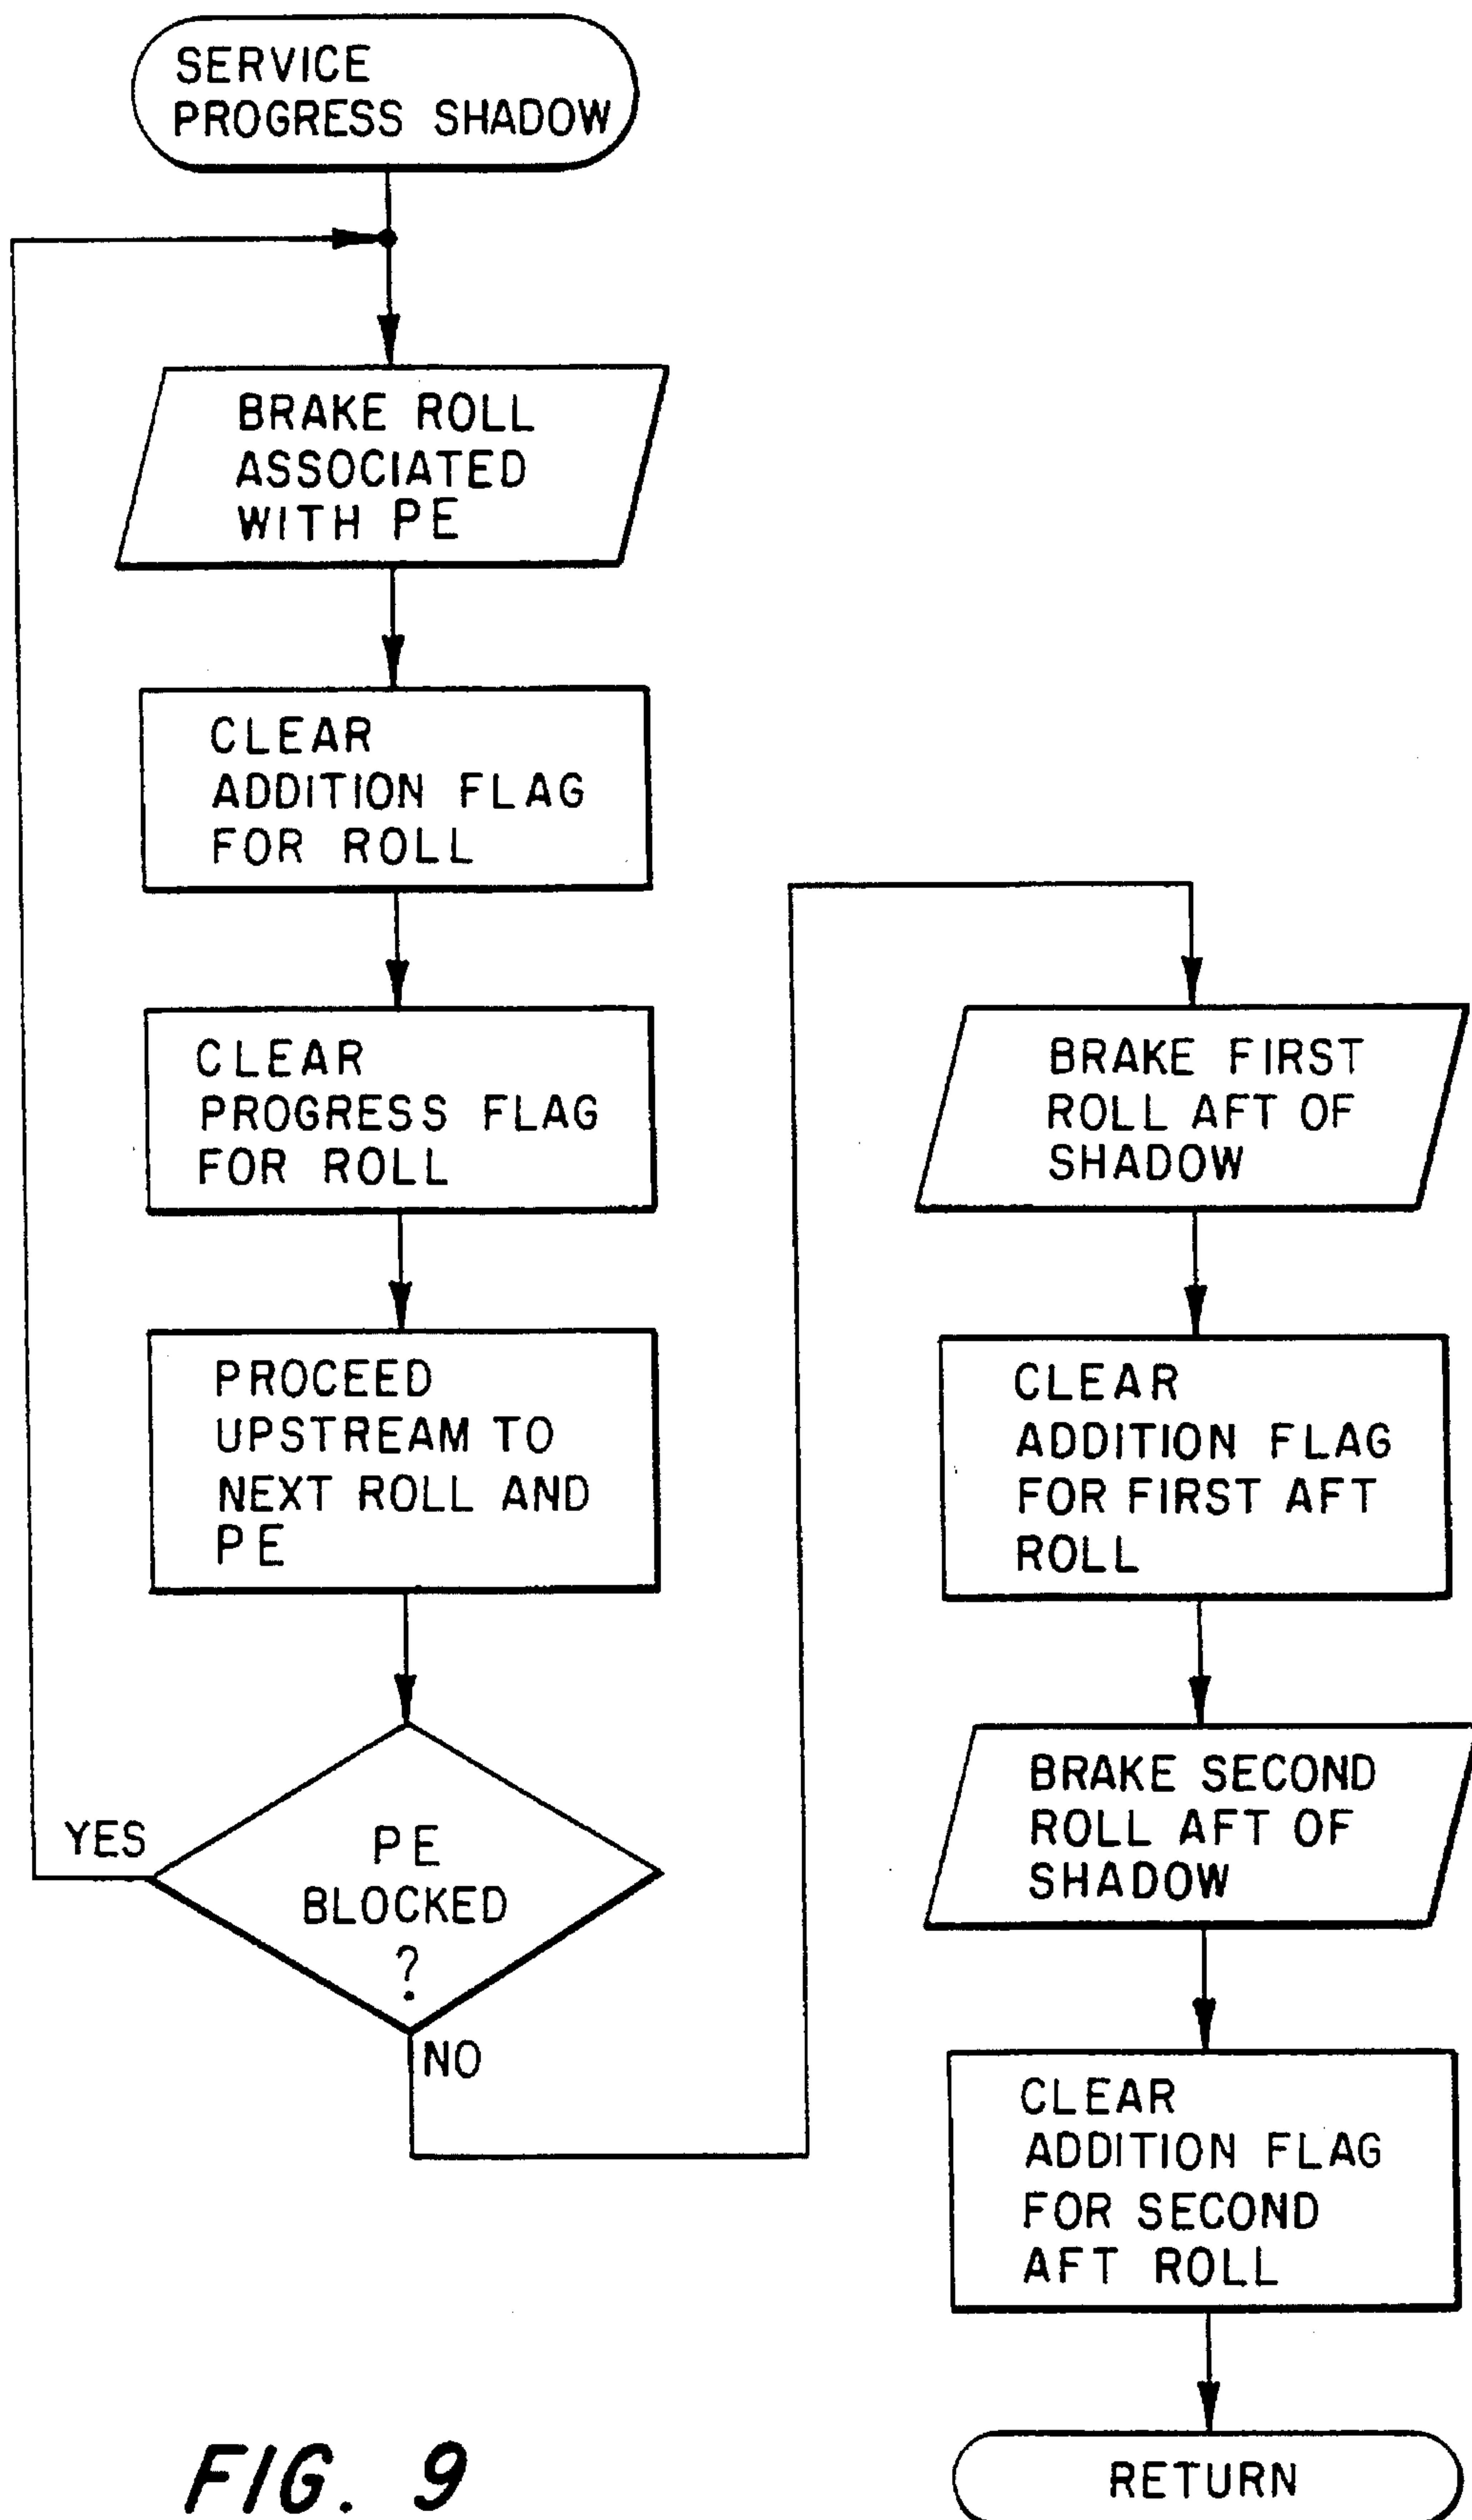 SERVICE
PROGRESS SHADOW
BRAKE ROLL
ASSOCIATED
WITH PE
CLEAR
ADDITION FLAG
FOR ROLL
CLEAR
PROGRESS FLAG
FOR ROLL
PROCEED
UPSTREAM TO
NEXT ROLL AND
PE
YES
PE
BLOCKED
?
NO
BRAKE FIRST
ROLL AFT OF
SHADOW
CLEAR
ADDITION FLAG
FOR FIRST AFT
ROLL
BRAKE SECOND
ROLL AFT OF
SHADOW
CLEAR
ADDITION FLAG
FOR SECOND
AFT ROLL
RETURN
FIG. 9